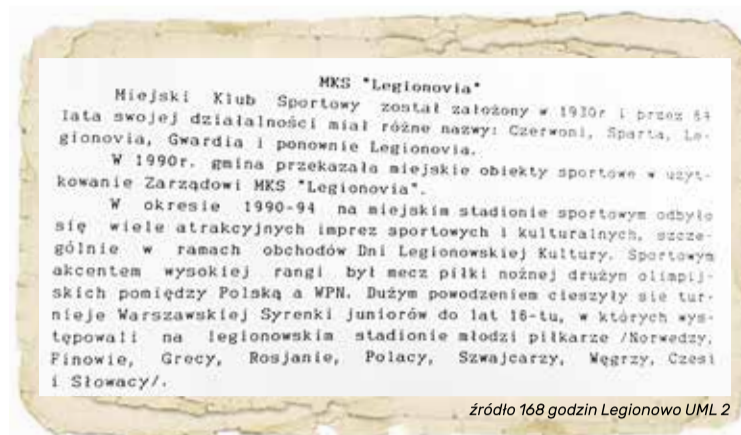 MKS "Legionovia"
Miejski Klub Sportowy został założony w 1930r i przez 64
lata swojej działalności miał różne nazwy: Czerwoni, Sparta, Le-
gionovia, Gwardia i ponownie Legionovia.
W 1990r. gmina przekazała miejskie obiekty sportowe w użyt-
kowanie Zarządowi MKS "Legionovia".
W okresie 1990-94 na miejskim stadionie sportowym odbyło
się wiele atrakcyjnych imprez sportowych i kulturalnych, szcze-
gólnie w ramach obchodów Dni Legionowskiej Kultury. Sportowym
akcentem wysokiej rangi był mecz piłki nożnej drużyn olimpij-
skich pomiędzy Polską a WPN. Dużym powodzeniem cieszyły sie tur-
nieje Warszawskiej Syrenki juniorów do lat 16-tu, w których wys-
tępowali na legionowskim stadionie młodzi piłkarze /Norwedzy,
Finowie, Grecy, Rosjanie, Polacy, Szwajcarzy, Węgrzy, Czesi
i Słowacy/.
źródło 168 godzin Legionowo UML 2